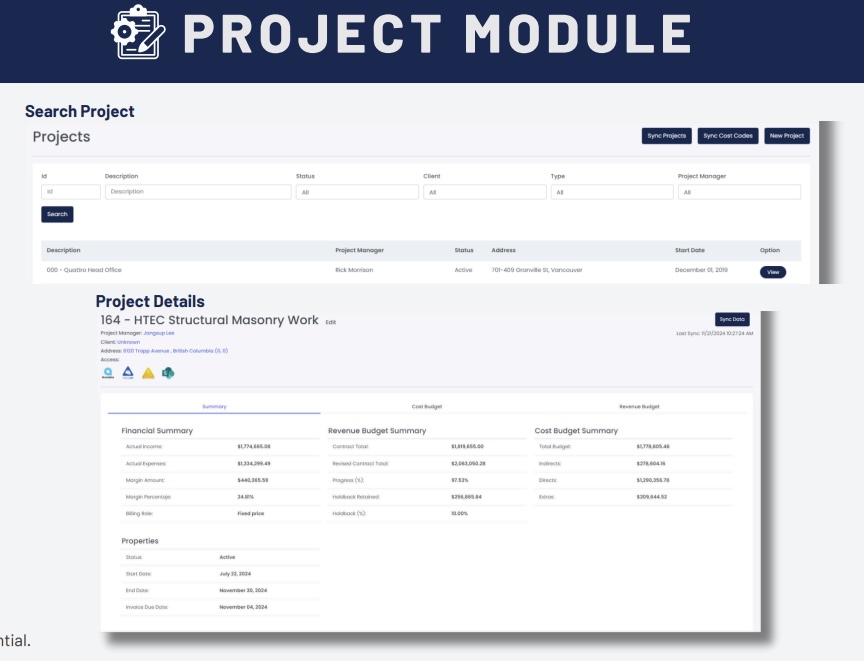 PROJECT MODULE
Search Project
Projects
Sync Projects Sync Cost Codes New Project
Id Description Status Client Type Project Manager
Id Description All All All All
Search
Description Project Manager Status Address Start Date Option
000 - Quattro Head Office Rick Morrison Active 701-409 Granville St, Vancouver December 01, 2019 View
Project Details
164 - HTEC Structural Masonry Work Edit Sync Data
Project Manager: Jongsup Lee Last Sync: 11/21/2024 10:27:24 AM
Client: Unknown
Address: 8120 Trapp Avenue , British Columbia (0, 0)
Access:
Summary Cost Budget Revenue Budget
Financial Summary Revenue Budget Summary Cost Budget Summary
Actual Income: $1,774,665.08 Contract Total: $1,819,655.00 Total Budget: $1,778,605.46
Actual Expenses: $1,334,299.49 Revised Contract Total: $2,063,050.28 Indirects: $278,604.16
Margin Amount: $440,365.59 Progress (%): 97.53% Directs: $1,290,356.78
Margin Percentaje: 24.81% Holdback Retained: $256,865.84 Extras: $209,644.52
Billing Role: Fixed price Holdback (%): 10.00%
Properties
Status: Active
Start Date: July 22, 2024
End Date: November 30, 2024
Invoice Due Date: November 04, 2024
ntial.